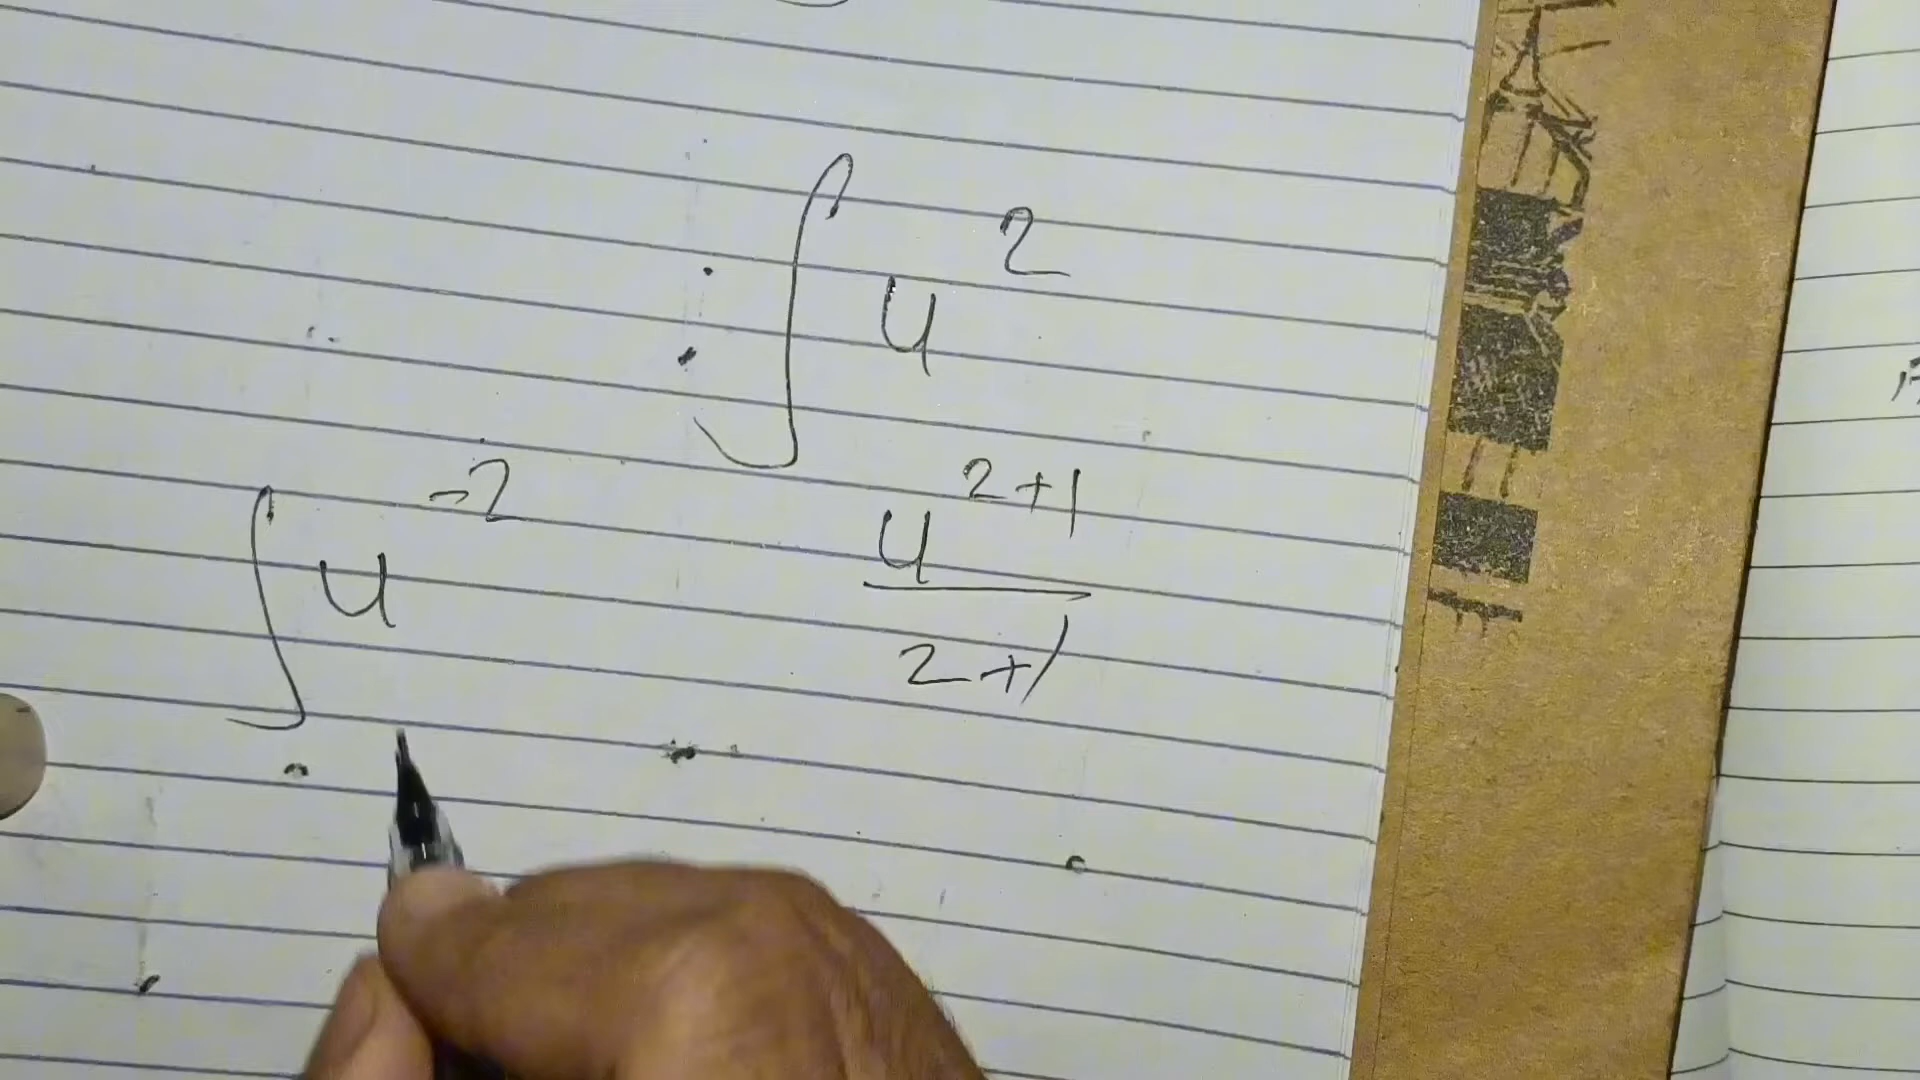 ∫ u²
∫ u⁻²
u²⁺¹
2+1